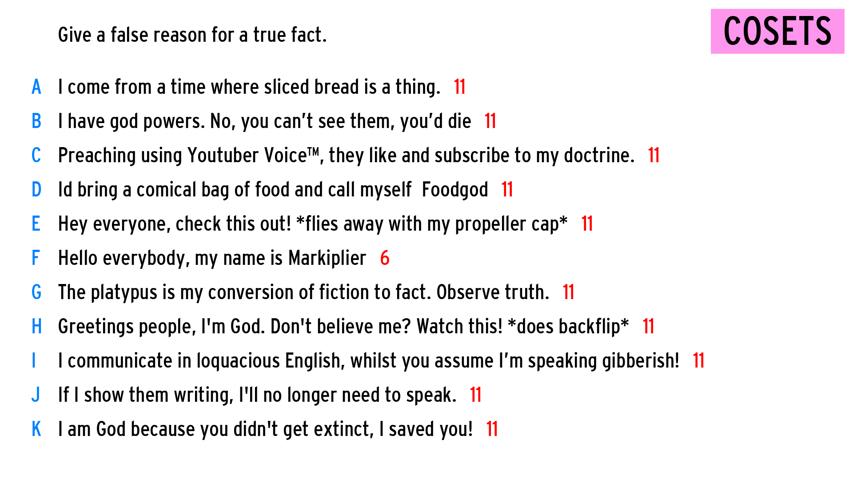 Give a false reason for a true fact.
COSETS
A I come from a time where sliced bread is a thing. 11
B I have god powers. No, you can’t see them, you’d die 11
C Preaching using Youtuber Voice™, they like and subscribe to my doctrine. 11
D Id bring a comical bag of food and call myself  Foodgod 11
E Hey everyone, check this out! *flies away with my propeller cap* 11
F Hello everybody, my name is Markiplier 6
G The platypus is my conversion of fiction to fact. Observe truth. 11
H Greetings people, I'm God. Don't believe me? Watch this! *does backflip* 11
I I communicate in loquacious English, whilst you assume I’m speaking gibberish! 11
J If I show them writing, I'll no longer need to speak. 11
K I am God because you didn't get extinct, I saved you! 11